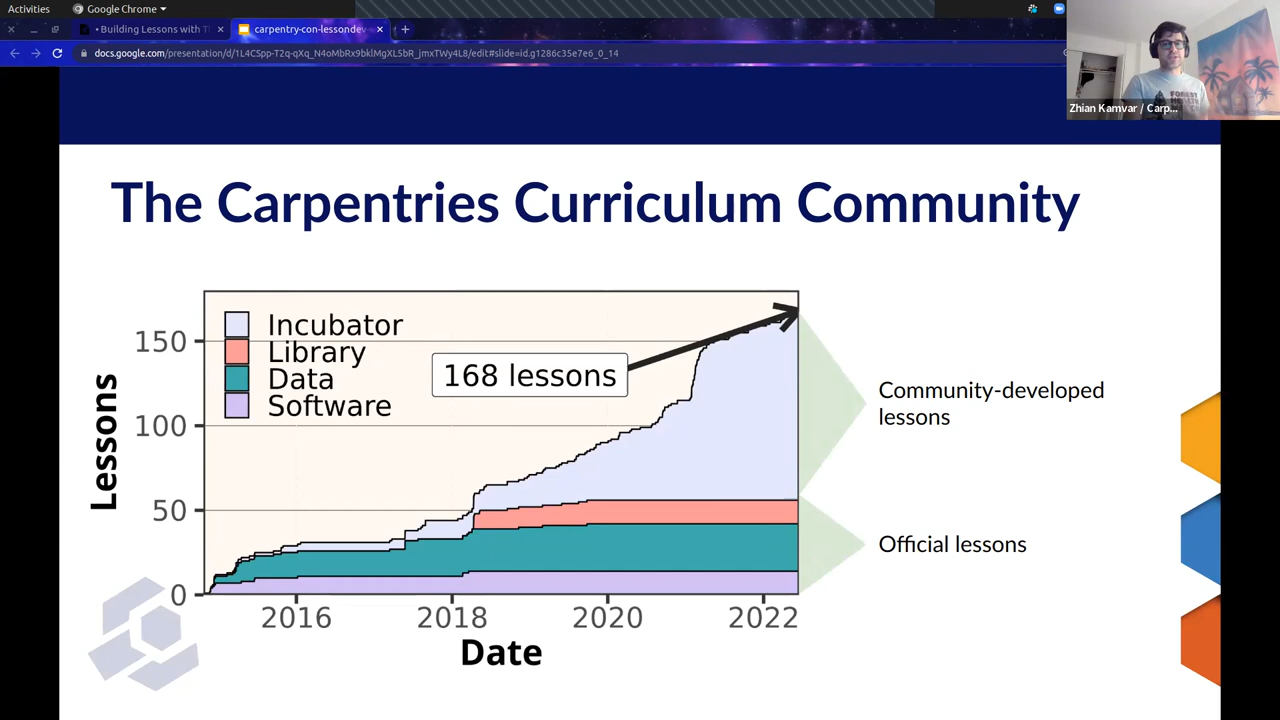 Activities
Google Chrome
• Building Lessons with T
carpentry-con-lessondev
docs.google.com/presentation/d/1L4CSpp-T2q-qXq_N4oMbRx9bklMgXL5bR_jmxTWy4L8/edit#slide=id.g1286c35e7e6_0_14
Zhian Kamvar / Carp...
The Carpentries Curriculum Community
Incubator
Library
Data
Software
168 lessons
150
100
50
0
Lessons
2016
2018
2020
2022
Date
Community-developed
lessons
Official lessons